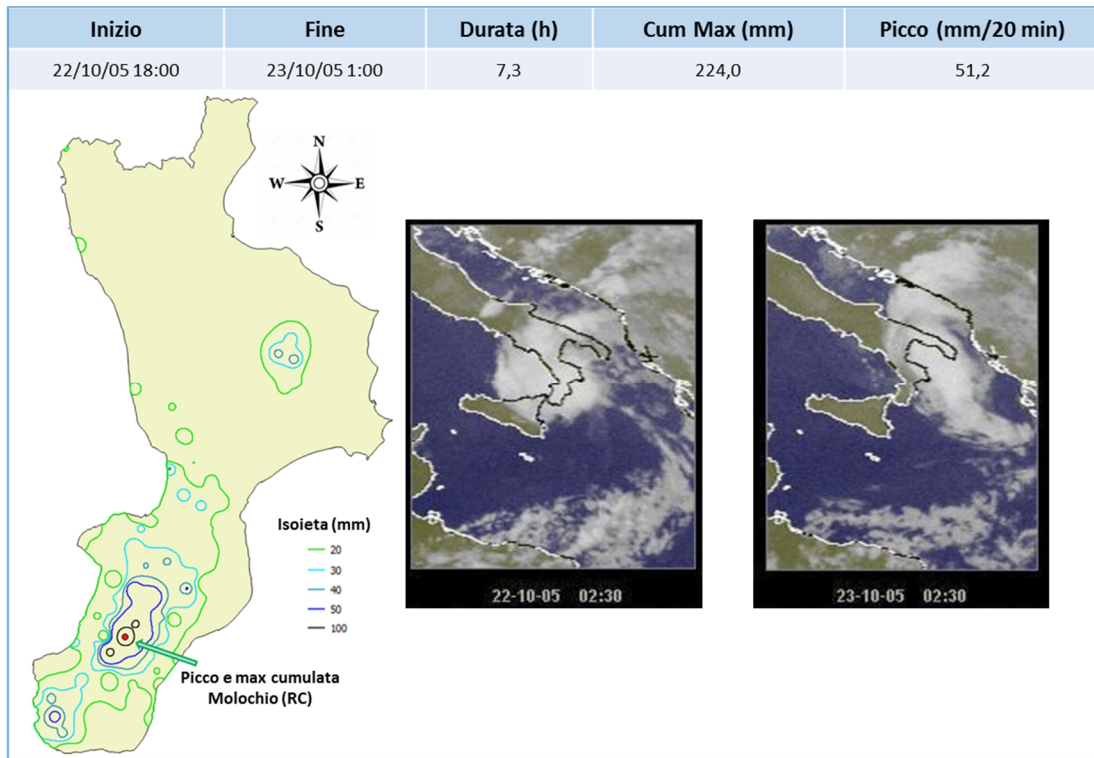 Inizio Fine Durata (h) Cum Max (mm) Picco (mm/20 min)
22/10/05 18:00 23/10/05 1:00 7,3 224,0 51,2
N
W E
S
Isoieta (mm)
20
30
40
50
100
Picco e max cumulata
Molochio (RC)
22-10-05 02:30
23-10-05 02:30